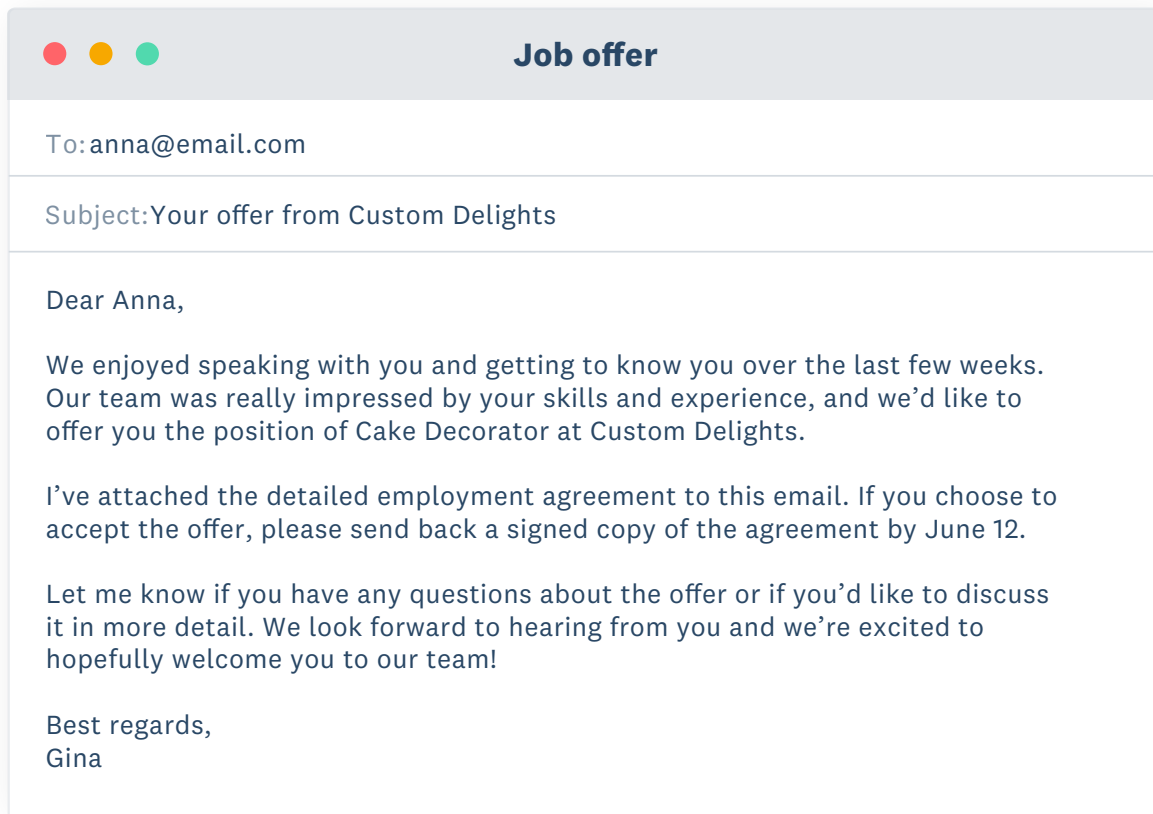 Job offer
To: anna@email.com
Subject: Your offer from Custom Delights
Dear Anna,
We enjoyed speaking with you and getting to know you over the last few weeks.
Our team was really impressed by your skills and experience, and we’d like to
offer you the position of Cake Decorator at Custom Delights.
I’ve attached the detailed employment agreement to this email. If you choose to
accept the offer, please send back a signed copy of the agreement by June 12.
Let me know if you have any questions about the offer or if you’d like to discuss
it in more detail. We look forward to hearing from you and we’re excited to
hopefully welcome you to our team!
Best regards,
Gina